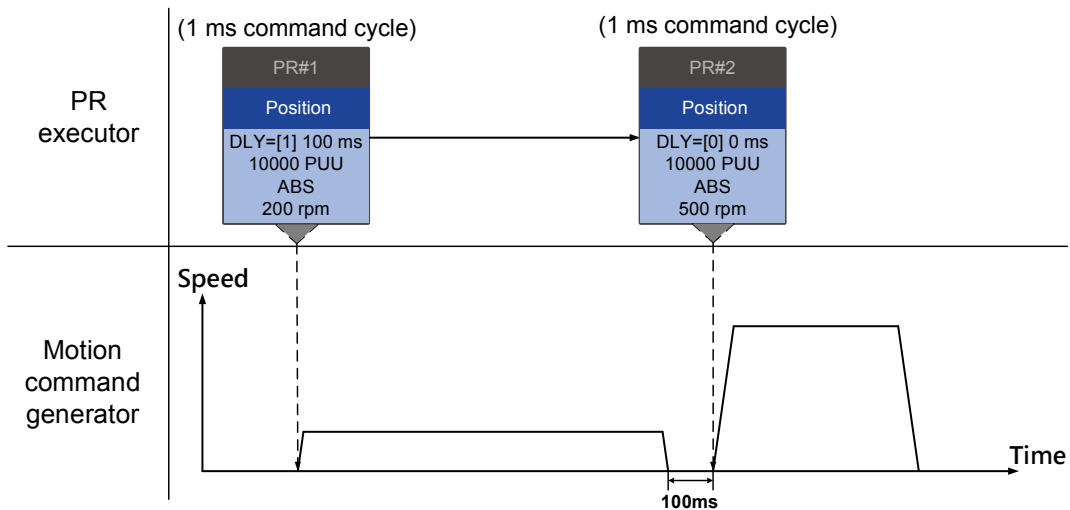 (1 ms command cycle)
(1 ms command cycle)
PR
executor
PR#1
Position
DLY=[1] 100 ms
10000 PUU
ABS
200 rpm
PR#2
Position
DLY=[0] 0 ms
10000 PUU
ABS
500 rpm
Motion
command
generator
Speed
Time
100ms